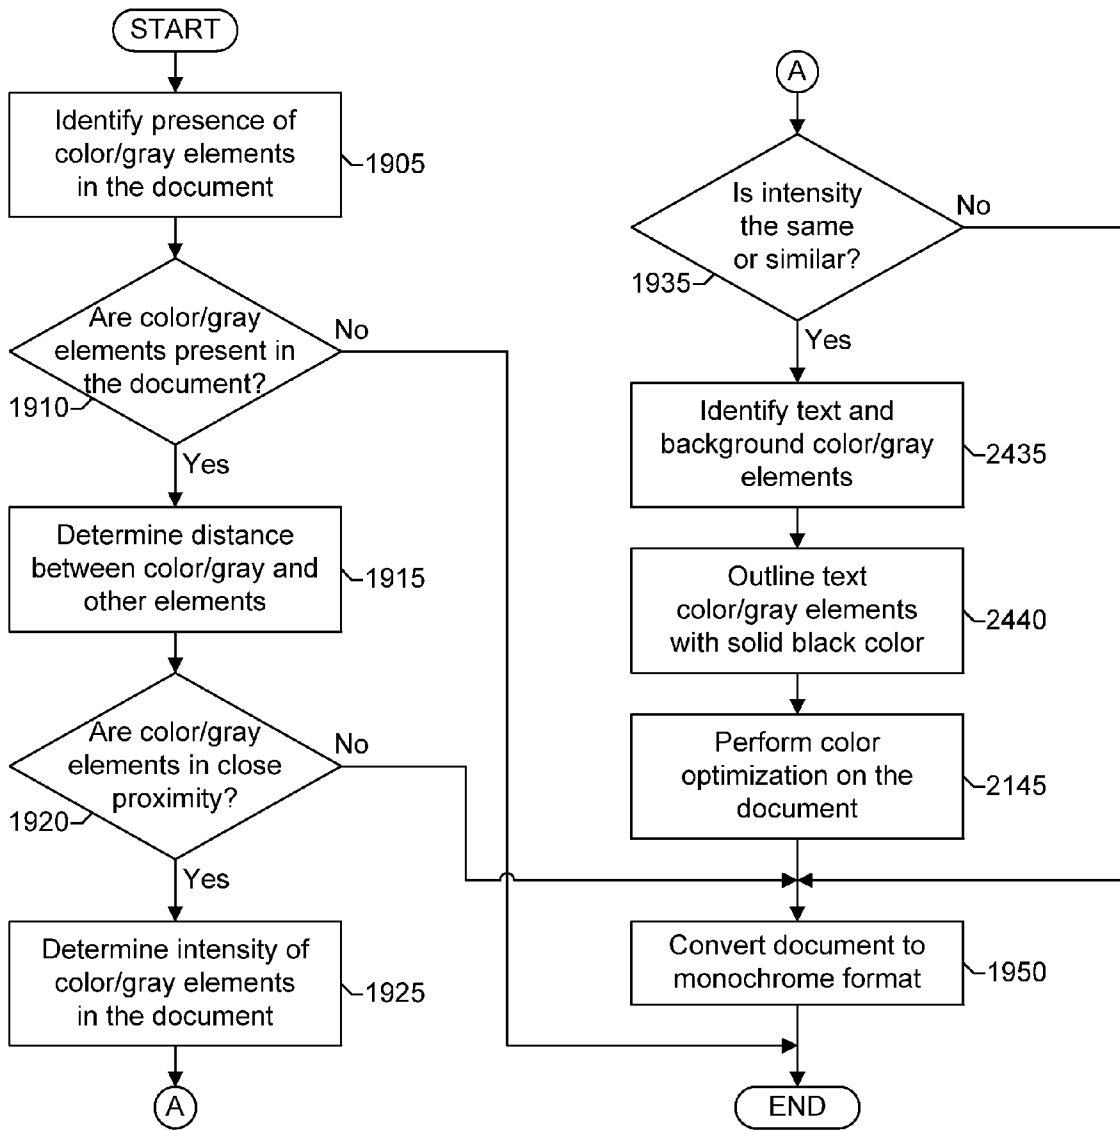 START
Identify presence of
color/gray elements
in the document
1905
Are color/gray
elements present in
the document?
1910
No
Yes
Determine distance
between color/gray and
other elements
1915
Are color/gray
elements in close
proximity?
1920
No
Yes
Determine intensity of
color/gray elements
in the document
1925
A
A
Is intensity
the same
or similar?
1935
No
Yes
Identify text and
background color/gray
elements
2435
Outline text
color/gray elements
with solid black color
2440
Perform color
optimization on the
document
2145
Convert document to
monochrome format
1950
END